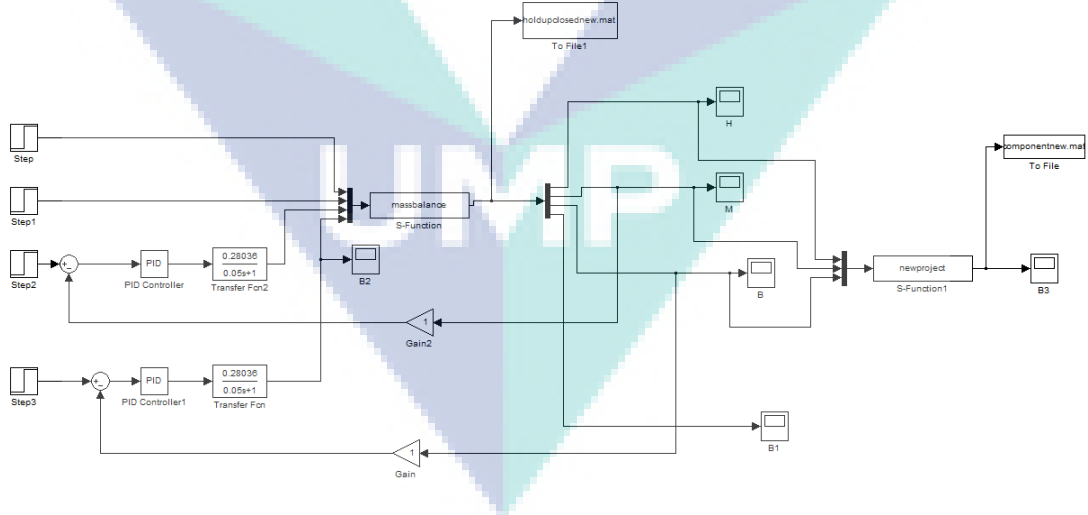 holdupclosednew.mat
To File1
H
Step
componentnew.mat
To File
M
Step1
massbalance
S-Function
UMP
Step2
PID
PID Controller
0.28036
0.05s+1
Transfer Fcn2
B2
B
newproject
S-Function1
B3
1
Gain2
Step3
PID
PID Controller1
0.28036
0.05s+1
Transfer Fcn
B1
1
Gain